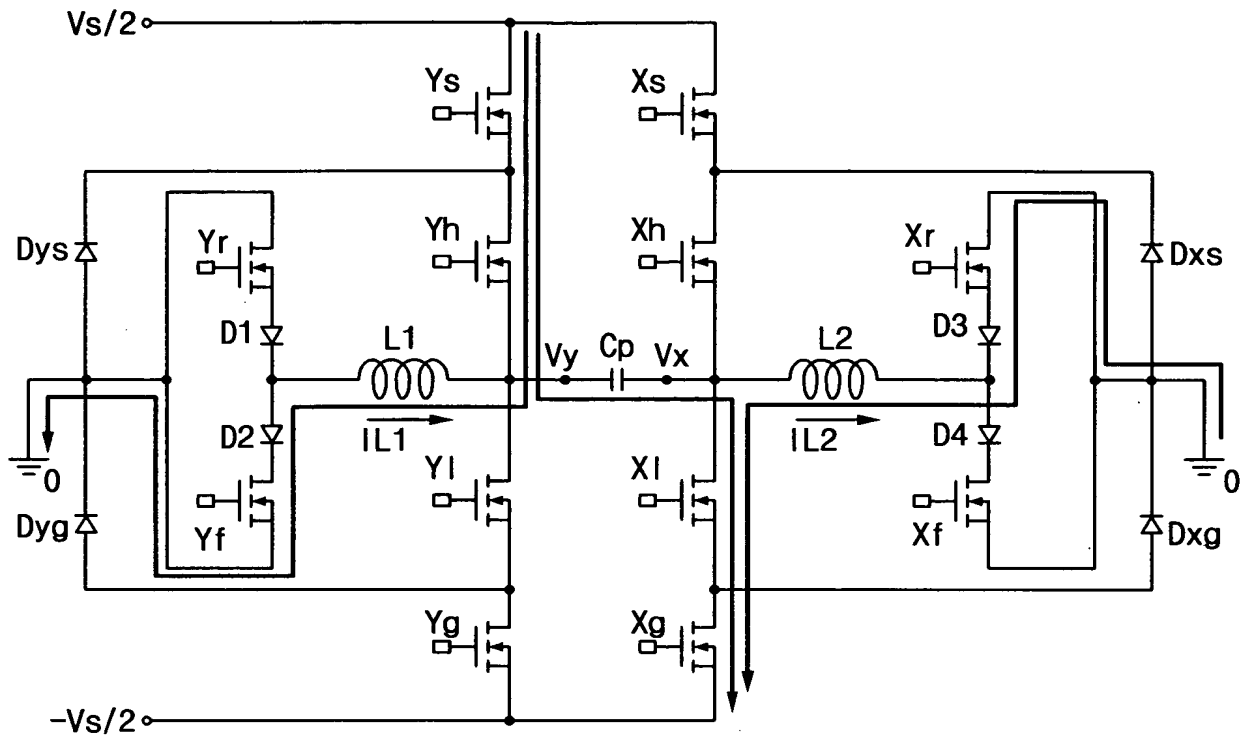 Vs/2
Ys
Xs
Dys
Yr
Yh
Xh
Xr
Dxs
D1
L1
Vy
Cp
Vx
L2
D3
IL1
IL2
0
D2
Yl
Xl
D4
0
Dyg
Yf
Xf
Dxg
Yg
Xg
-Vs/2